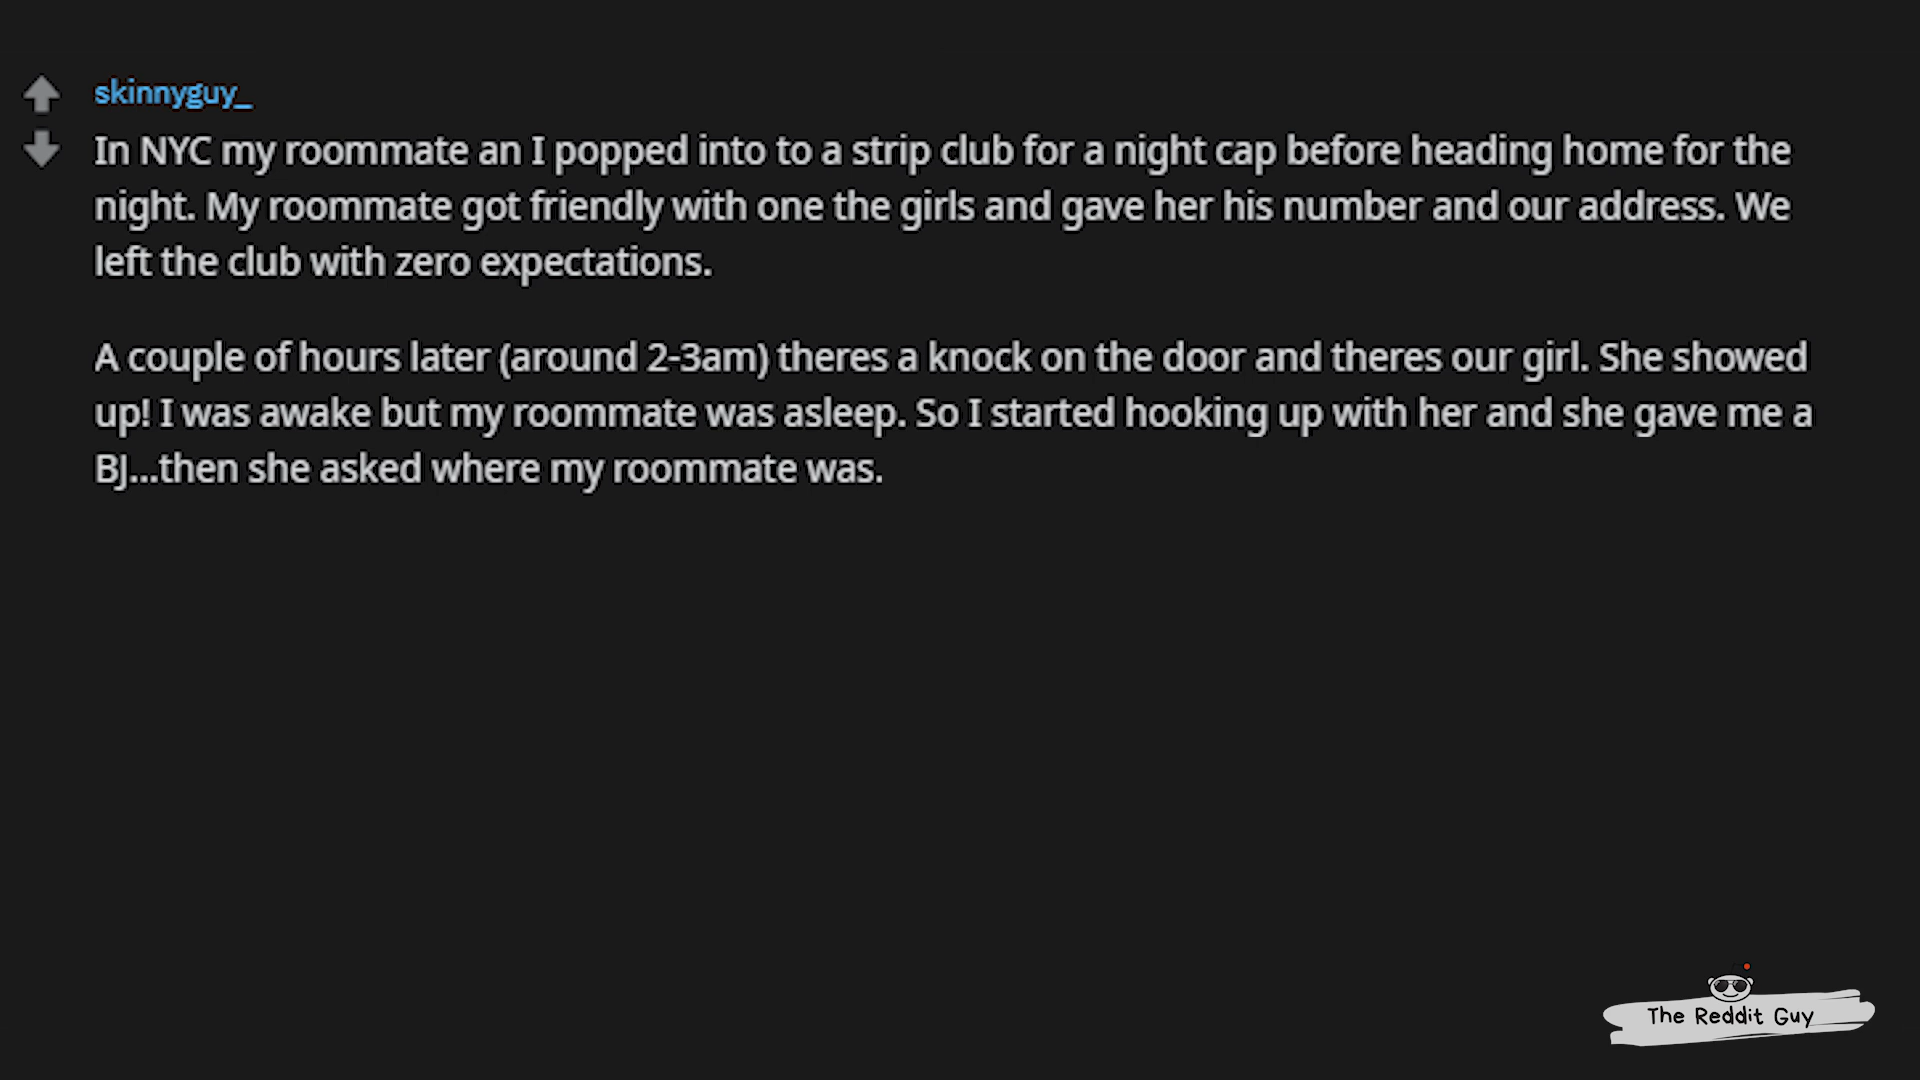 skinnyguy_
In NYC my roommate an I popped into to a strip club for a night cap before heading home for the
night. My roommate got friendly with one the girls and gave her his number and our address. We
left the club with zero expectations.
A couple of hours later (around 2-3am) theres a knock on the door and theres our girl. She showed
up! I was awake but my roommate was asleep. So I started hooking up with her and she gave me a
BJ...then she asked where my roommate was.
The Reddit Guy